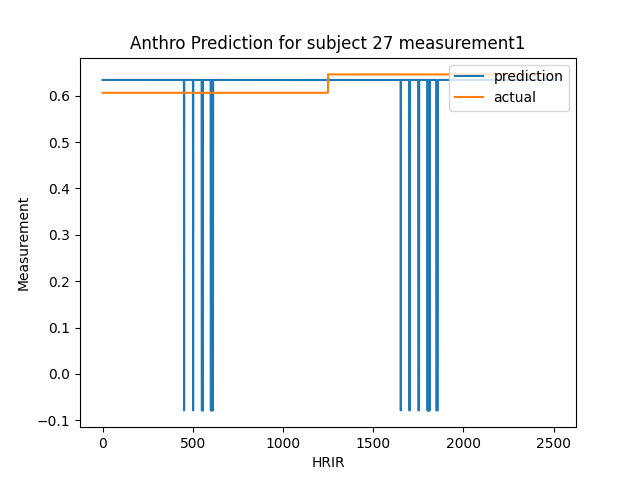 Anthro Prediction for subject 27 measurement1
prediction
actual
0.6
0.5
0.4
0.3
0.2
0.1
0.0
−0.1
Measurement
0 500 1000 1500 2000 2500
HRIR